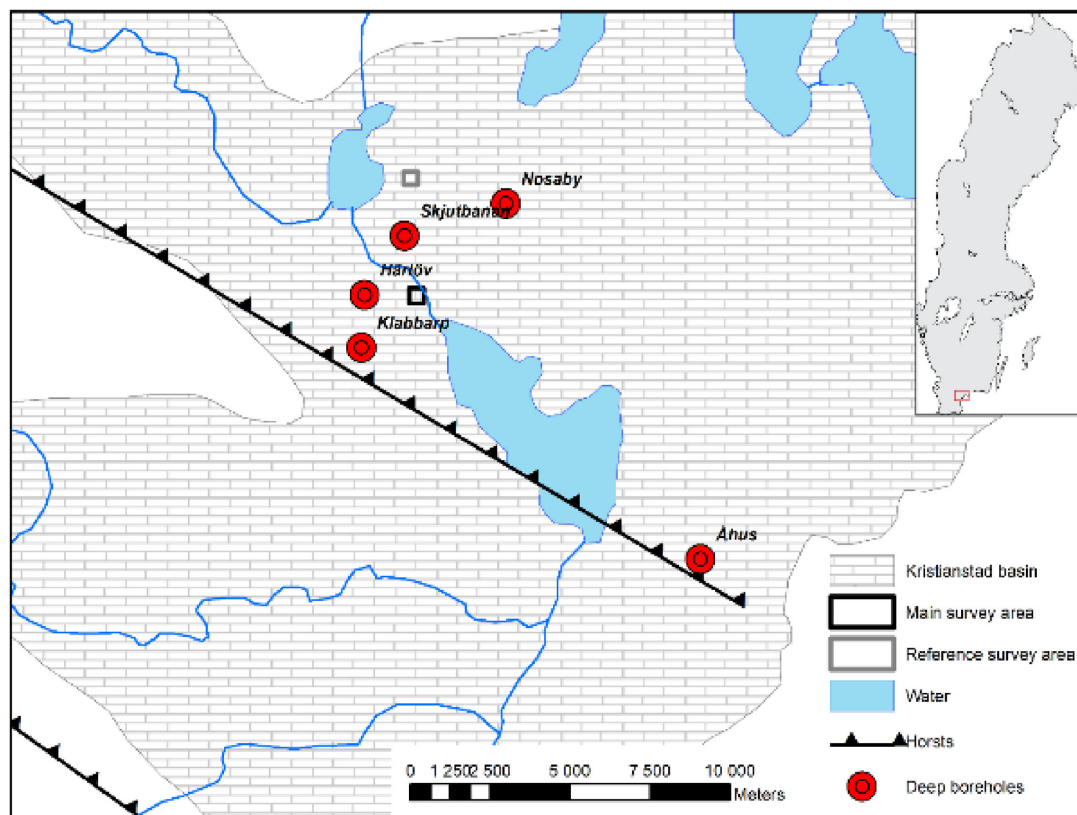 Nosaby
Skjutbanan
Härlöv
Klabbarp
Åhus
Kristianstad basin
Main survey area
Reference survey area
Water
Horsts
Deep boreholes
0 1 250 2 500 5 000 7 500 10 000
Meters